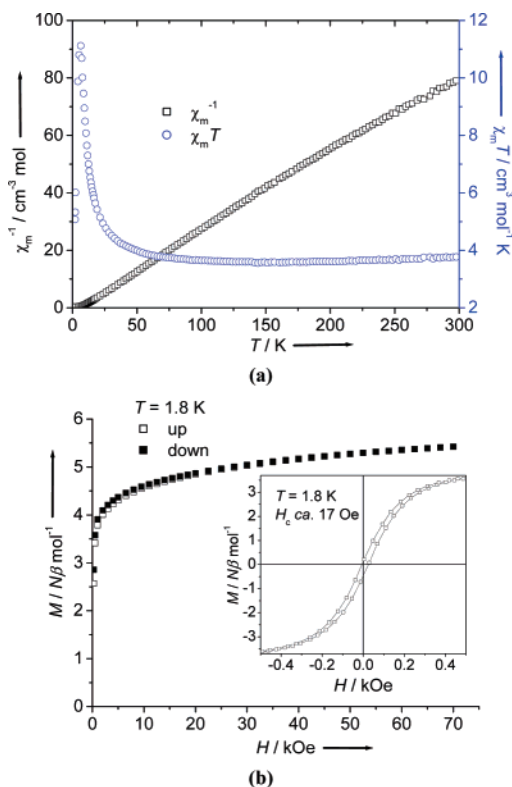 100
80
60
40
20
0
χm⁻¹ / cm⁻³ mol
χm⁻¹
χmT
12
10
8
6
4
2
χmT / cm³ mol⁻¹ K
0 50 100 150 200 250 300
T / K
(a)
T = 1.8 K
up
down
6
5
4
3
2
1
0
M / Nβ mol⁻¹
T = 1.8 K
Hc ca. 17 Oe
3
2
1
0
-1
-2
-3
M / Nβ mol⁻¹
-0.4 -0.2 0.0 0.2 0.4
H / kOe
0 10 20 30 40 50 60 70
H / kOe
(b)